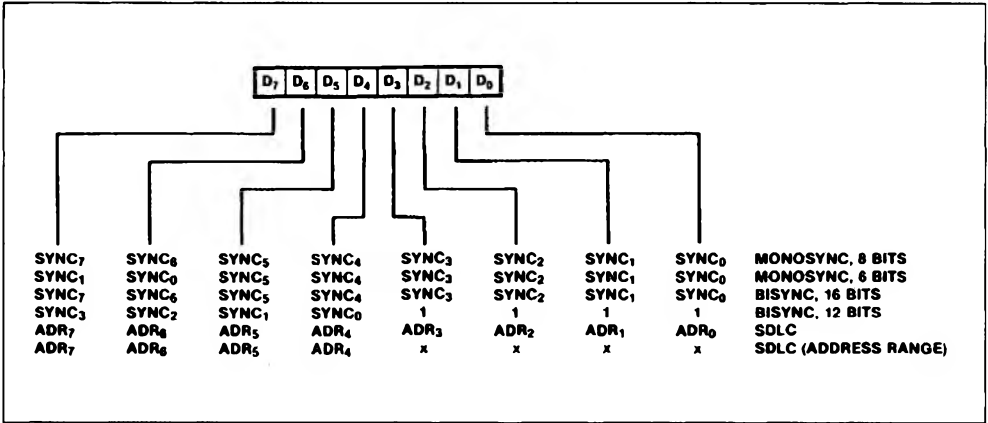 D₇ D₆ D₅ D₄ D₃ D₂ D₁ D₀
SYNC₇ SYNC₆ SYNC₅ SYNC₄ SYNC₃ SYNC₂ SYNC₁ SYNC₀ MONOSYNC, 8 BITS
SYNC₁ SYNC₀ SYNC₅ SYNC₄ SYNC₃ SYNC₂ SYNC₁ SYNC₀ MONOSYNC, 6 BITS
SYNC₇ SYNC₆ SYNC₅ SYNC₄ SYNC₃ SYNC₂ SYNC₁ SYNC₀ BISYNC, 16 BITS
SYNC₃ SYNC₂ SYNC₁ SYNC₀ 1 1 1 1 BISYNC, 12 BITS
ADR₇ ADR₆ ADR₅ ADR₄ ADR₃ ADR₂ ADR₁ ADR₀ SDLC
ADR₇ ADR₆ ADR₅ ADR₄ x x x x SDLC (ADDRESS RANGE)